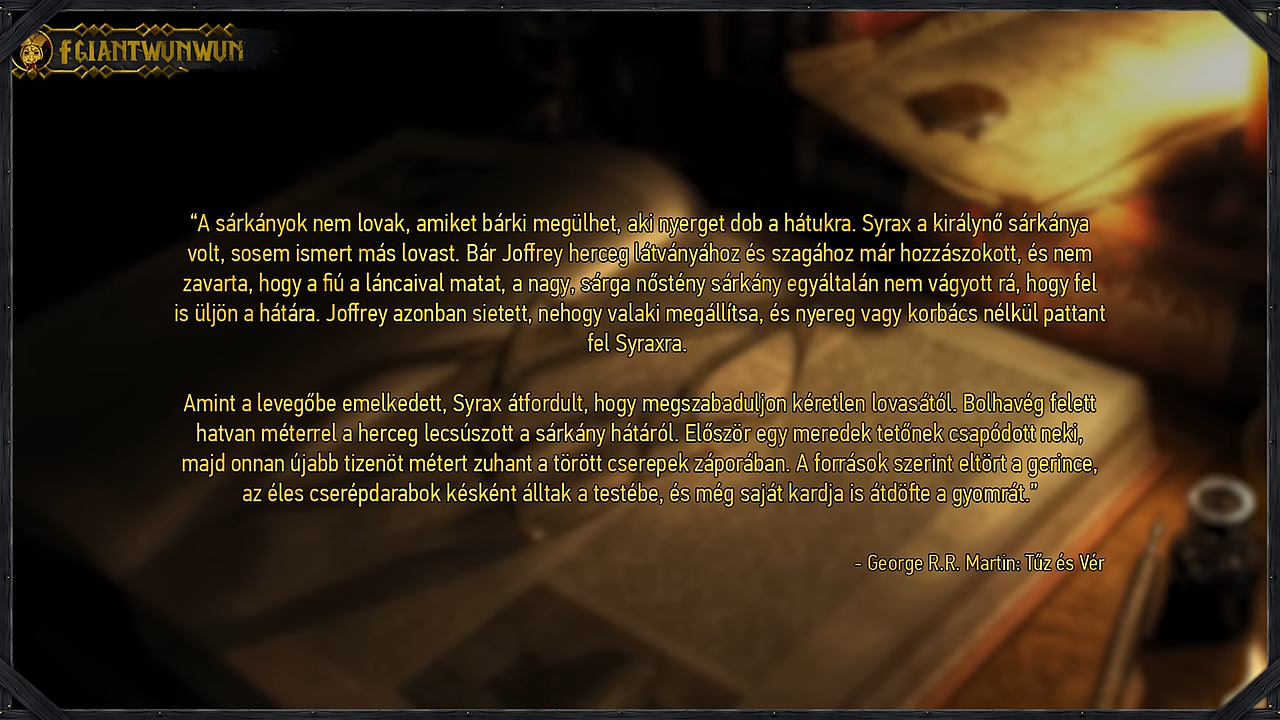 fGIANTWUNWUN
“A sárkányok nem lovak, amiket bárki megülhet, aki nyerget dob a hátukra. Syrax a királynő sárkánya
volt, sosem ismert más lovast. Bár Joffrey herceg látványához és szagához már hozzászokott, és nem
zavarta, hogy a fiú a láncaival matat, a nagy, sárga nőstény sárkány egyáltalán nem vágyott rá, hogy fel
is üljön a hátára. Joffrey azonban sietett, nehogy valaki megállítsa, és nyereg vagy korbács nélkül pattant
fel Syraxra.
Amint a levegőbe emelkedett, Syrax átfordult, hogy megszabaduljon kéretlen lovasától. Bolhavég felett
hatvan méterrel a herceg lecsúszott a sárkány hátáról. Először egy meredek tetőnek csapódott neki,
majd onnan újabb tizenöt métert zuhant a törött cserepek záporában. A források szerint eltört a gerince,
az éles cserépdarabok késként álltak a testébe, és még saját kardja is átdöfte a gyomrát.”
- George R.R. Martin: Tűz és Vér